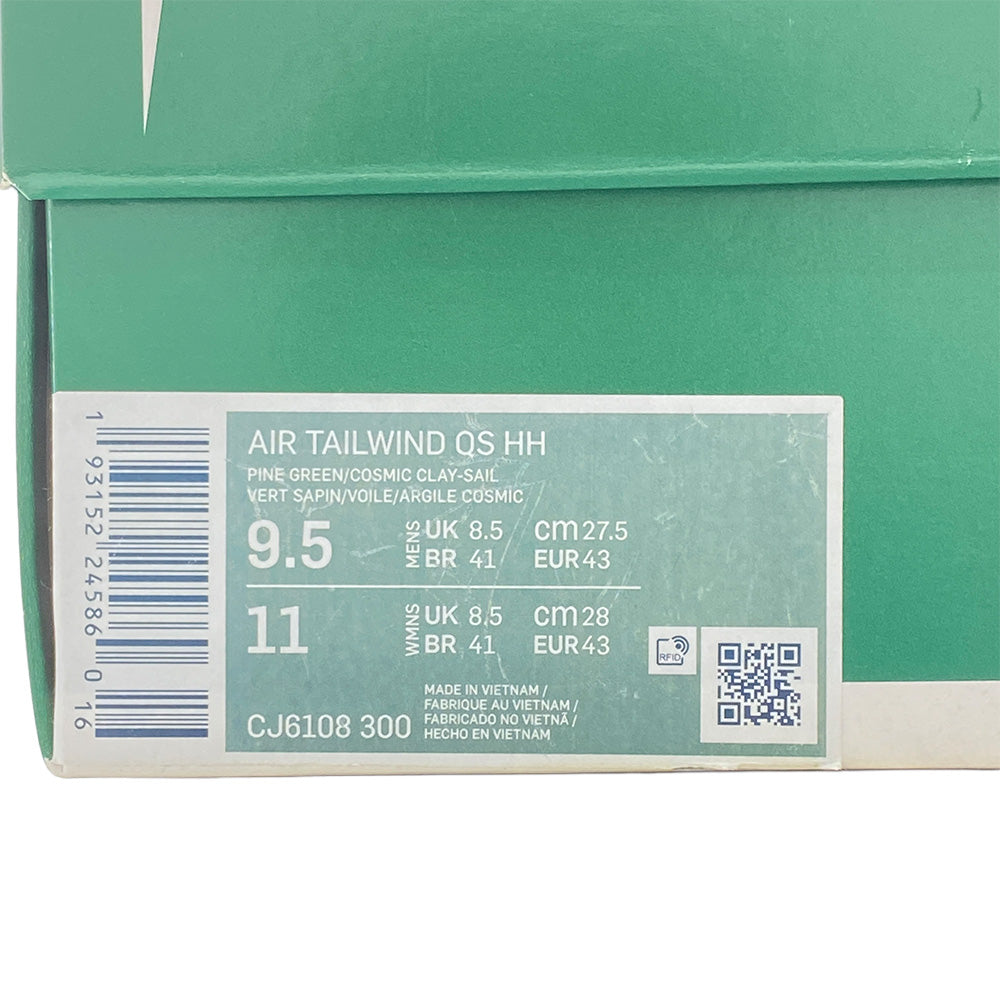 AIR TAILWIND QS HH
PINE GREEN/COSMIC CLAY-SAIL
VERT SAPIN/VOILE/ARGILE COSMIC
9.5 MENS UK 8.5 cm 27.5
BR 41 EUR 43
11 WMNS UK 8.5 cm 28
BR 41 EUR 43
RFID
CJ6108 300
MADE IN VIETNAM /
FABRIQUE AU VIETNAM /
FABRICADO NO VIETNÃ /
HECHO EN VIETNAM
1 93152 24586 0 16